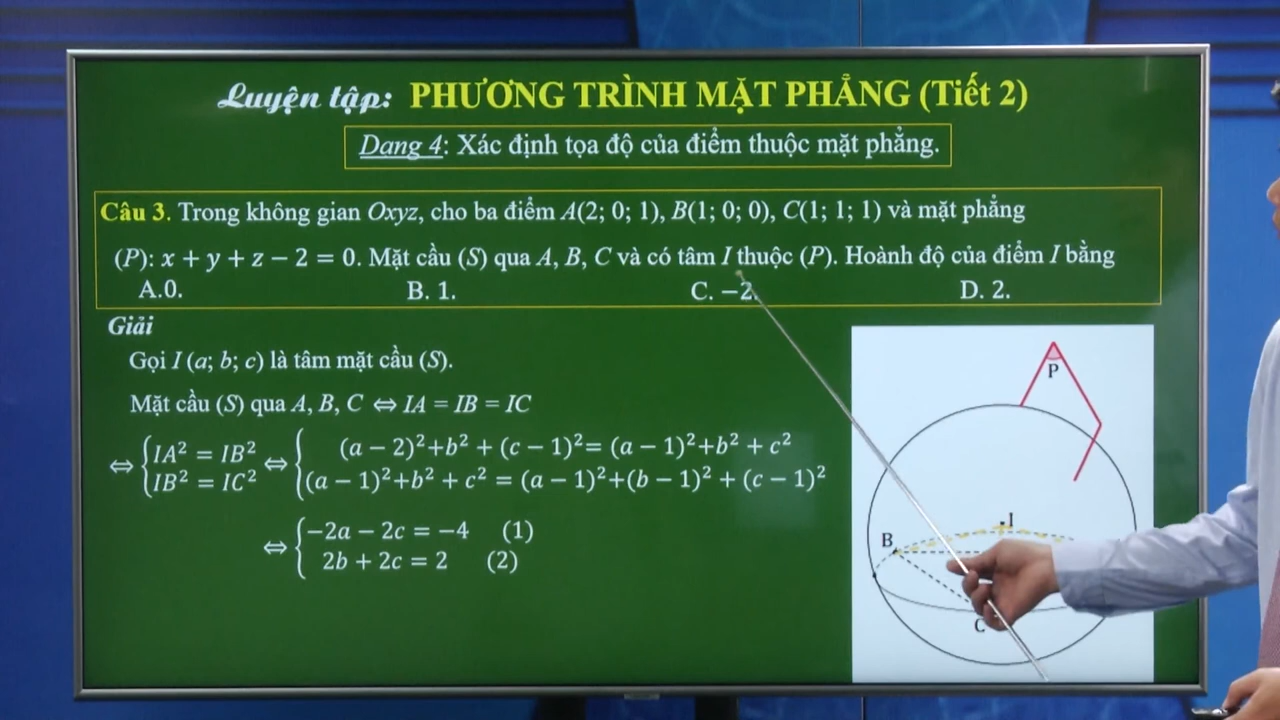 Luyện tập: PHƯƠNG TRÌNH MẶT PHẲNG (Tiết 2)
Dạng 4: Xác định tọa độ của điểm thuộc mặt phẳng.
Câu 3. Trong không gian Oxyz, cho ba điểm A(2; 0; 1), B(1; 0; 0), C(1; 1; 1) và mặt phẳng
(P): x + y + z − 2 = 0. Mặt cầu (S) qua A, B, C và có tâm I thuộc (P). Hoành độ của điểm I bằng
A.0. B. 1. C. −2. D. 2.
Giải
Gọi I (a; b; c) là tâm mặt cầu (S).
Mặt cầu (S) qua A, B, C ⇔ IA = IB = IC
⇔ { IA² = IB² ⇔ { (a − 2)²+b² + (c − 1)²= (a − 1)²+b² + c²
IB² = IC² (a − 1)²+b² + c² = (a − 1)²+(b − 1)² + (c − 1)²
⇔ { −2a − 2c = −4 (1)
2b + 2c = 2 (2)
P
I
B
C